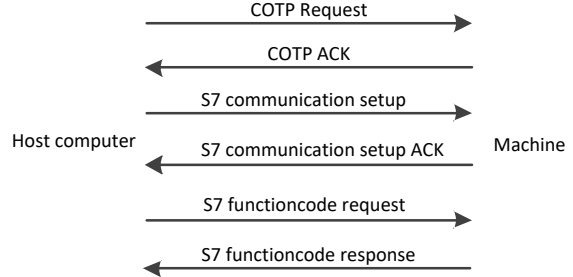 COTP Request
COTP ACK
S7 communication setup
Host computer
S7 communication setup ACK
Machine
S7 functioncode request
S7 functioncode response